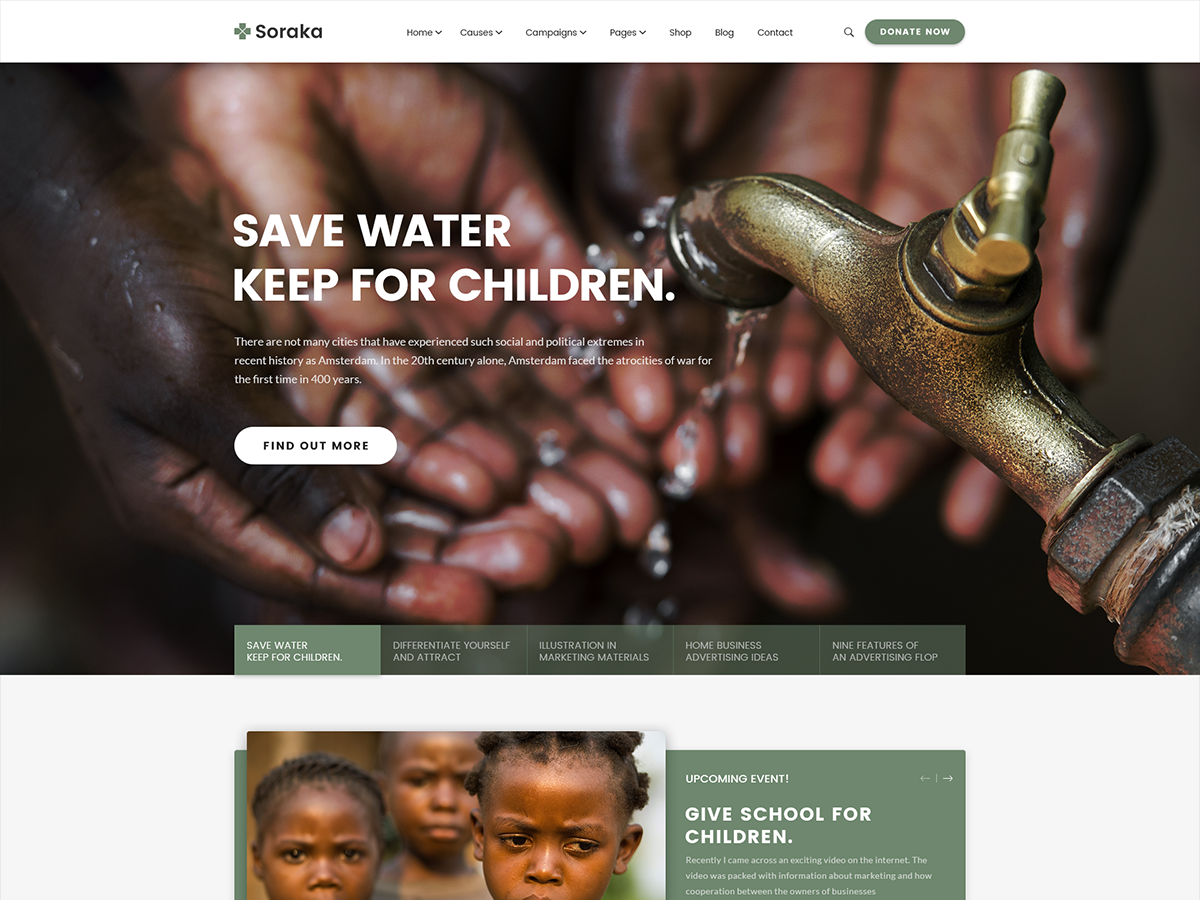 Soraka
Home
Causes
Campaigns
Pages
Shop
Blog
Contact
DONATE NOW
SAVE WATER
KEEP FOR CHILDREN.
There are not many cities that have experienced such social and political extremes in
recent history as Amsterdam. In the 20th century alone, Amsterdam faced the atrocities of war for
the first time in 400 years.
FIND OUT MORE
SAVE WATER
KEEP FOR CHILDREN.
DIFFERENTIATE YOURSELF
AND ATTRACT
ILLUSTRATION IN
MARKETING MATERIALS
HOME BUSINESS
ADVERTISING IDEAS
NINE FEATURES OF
AN ADVERTISING FLOP
UPCOMING EVENT!
GIVE SCHOOL FOR
CHILDREN.
Recently I came across an exciting video on the internet. The
video was packed with information about marketing and how
cooperation between the owners of businesses